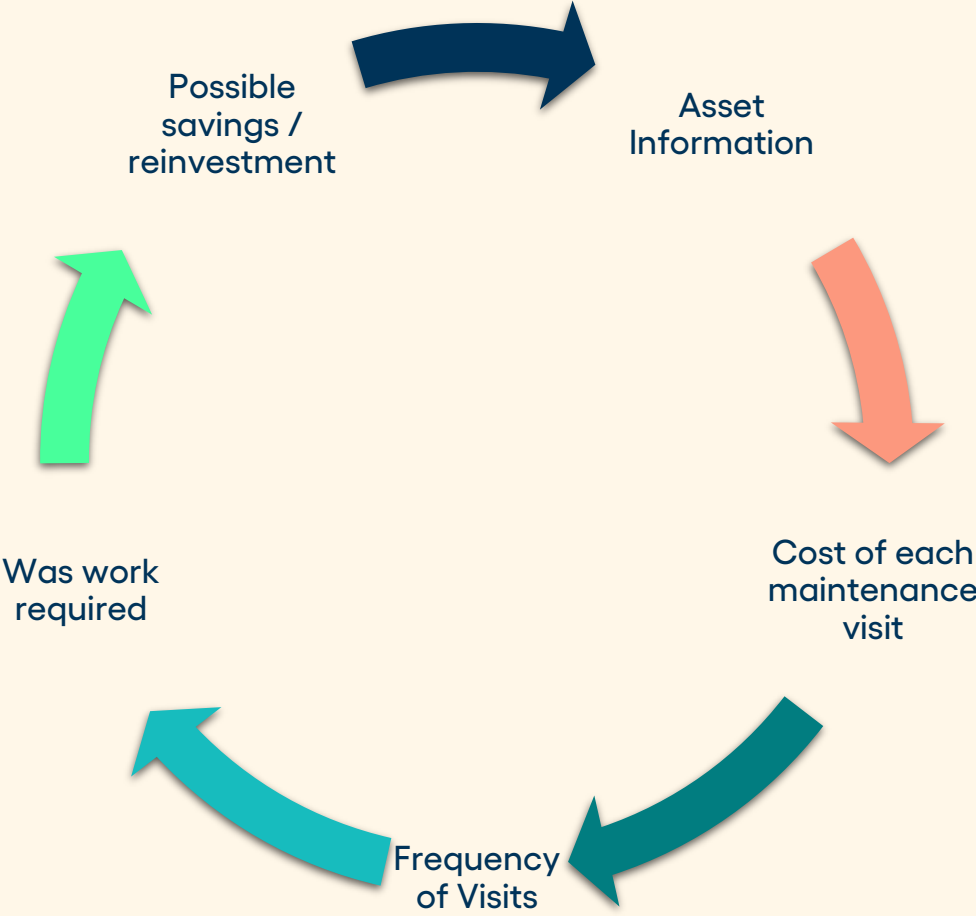 Possible
savings /
reinvestment
Asset
Information
Cost of each
maintenance
visit
Frequency
of Visits
Was work
required